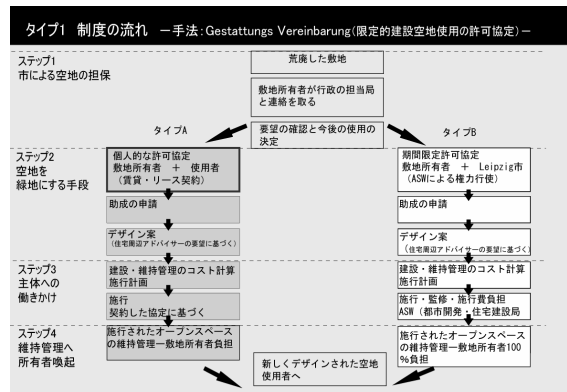 タイプ1 制度の流れ －手法:Gestattungs Vereinbarung(限定的建設空地使用の許可協定)－
ステップ1
市による空地の担保
荒廃した敷地
敷地所有者が行政の担当局
と連絡を取る
要望の確認と今後の使用の
決定
タイプA
タイプB
ステップ2
空地を
緑地にする手段
個人的な許可協定
敷地所有者 ＋ 使用者
(賃貸・リース契約)
助成の申請
デザイン案
(住宅周辺アドバイサーの要望に基づく)
期間限定許可協定
敷地所有者 ＋ Leipzig市
(ASWによる権力行使)
助成の申請
デザイン案
(住宅周辺アドバイサーの要望に基づく)
ステップ3
主体への
働きかけ
建設・維持管理のコスト計算
施行計画
施行
契約した協定に基づく
建設・維持管理のコスト計算
施行計画
施行・監修・施行費負担
ASW（都市開発・住宅建設局
ステップ4
維持管理へ
所有者喚起
施行されたオープンスペース
の維持管理ー敷地所有者負担
施行されたオープンスペース
の維持管理ー敷地所有者100
%負担
新しくデザインされた空地
使用者へ